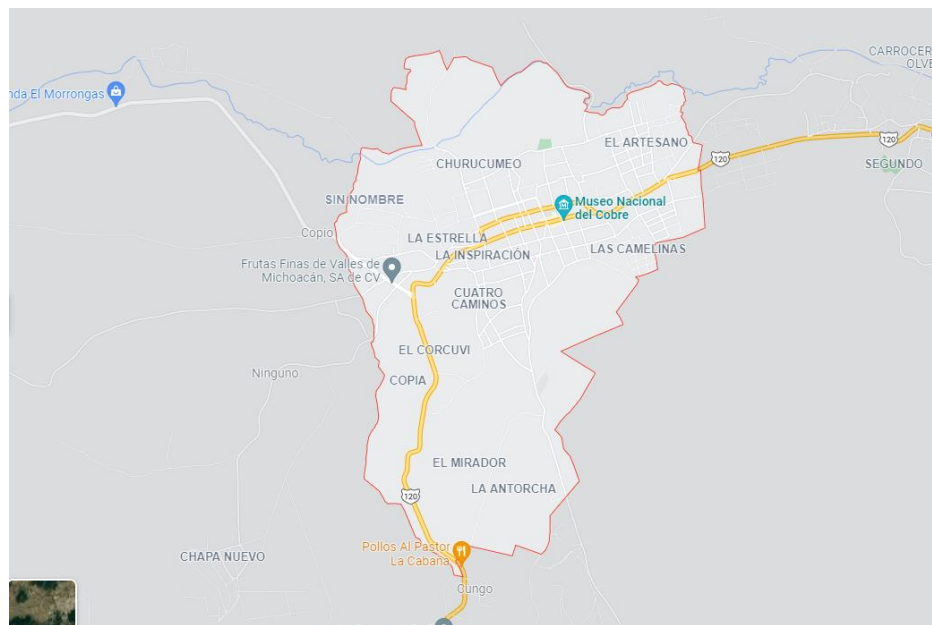 CARROCER
OLVE
nda El Morrongas
120
EL ARTESANO
120
CHURUCUMEO
SEGUNDO
SIN NOMBRE
Museo Nacional
del Cobre
Copio
LA ESTRELLA
LAS CAMELINAS
LA INSPIRACIÓN
Frutas Finas de Valles de
Michoacán, SA de CV
CUATRO
CAMINOS
EL CORCUVI
Ninguno
COPIA
EL MIRADOR
LA ANTORCHA
120
Pollos Al Pastor
La Cabaña
CHAPA NUEVO
Cungo